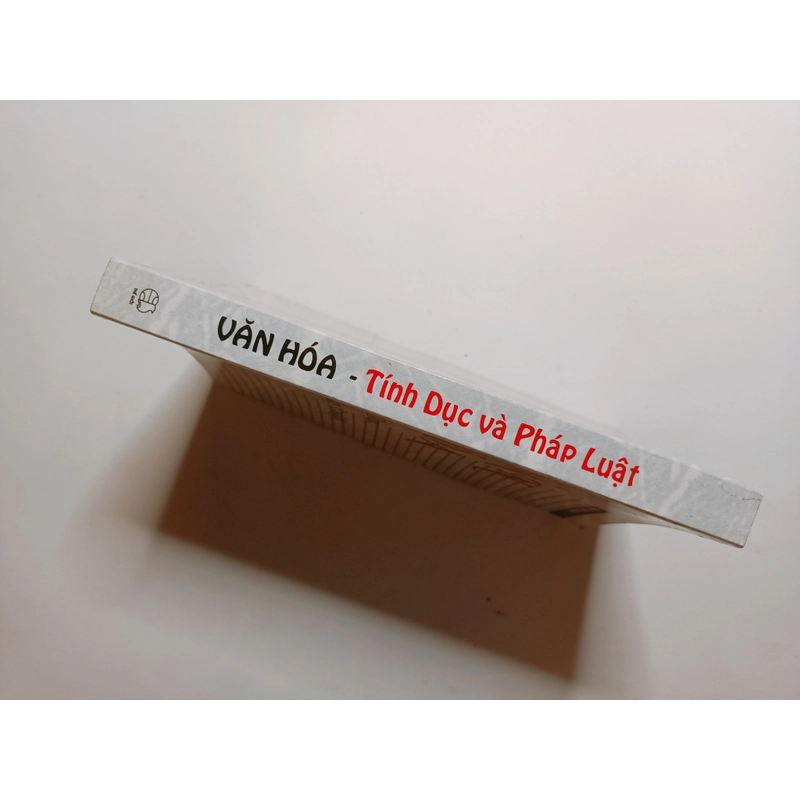 VĂN HÓA - Tính Dục và Pháp Luật